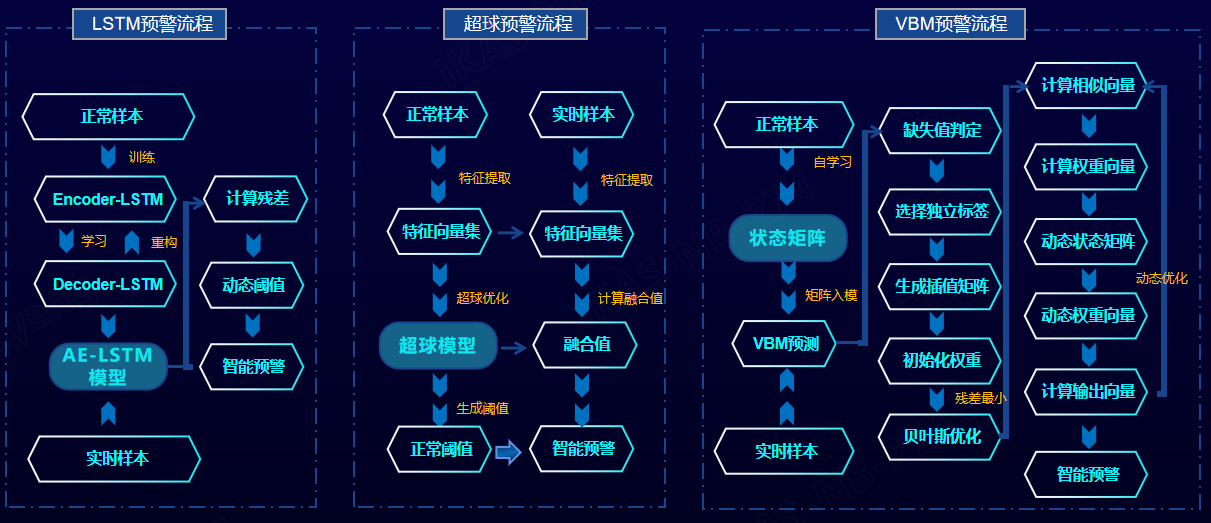 LSTM预警流程
正常样本
训练
Encoder-LSTM
学习
重构
Decoder-LSTM
AE-LSTM
模型
实时样本
计算残差
动态阈值
智能预警
超球预警流程
正常样本
特征提取
特征向量集
超球优化
超球模型
生成阈值
正常阈值
实时样本
特征提取
特征向量集
计算融合值
融合值
智能预警
VBM预警流程
正常样本
自学习
状态矩阵
矩阵入模
VBM预测
实时样本
缺失值判定
选择独立标签
生成插值矩阵
初始化权重
残差最小
贝叶斯优化
计算相似向量
计算权重向量
动态状态矩阵
动态优化
动态权重向量
计算输出向量
智能预警